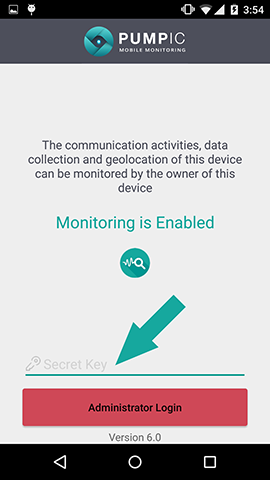 3:54
PUMPIC
MOBILE MONITORING
The communication activities, data
collection and geolocation of this device
can be monitored by the owner of this
device
Monitoring is Enabled
Secret Key
Administrator Login
Version 6.0